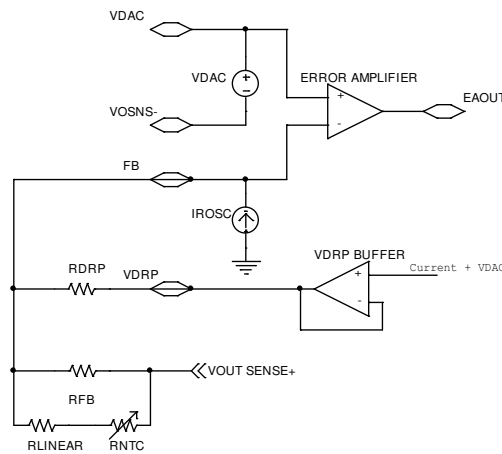 VDAC
VDAC
ERROR AMPLIFIER
+
-
EAOUT
VOSNS-
+
-
FB
IROSC
VDRP BUFFER
RDRP
VDRP
+
-
Current + VDAC
VOUT SENSE+
RFB
RLINEAR
RNTC